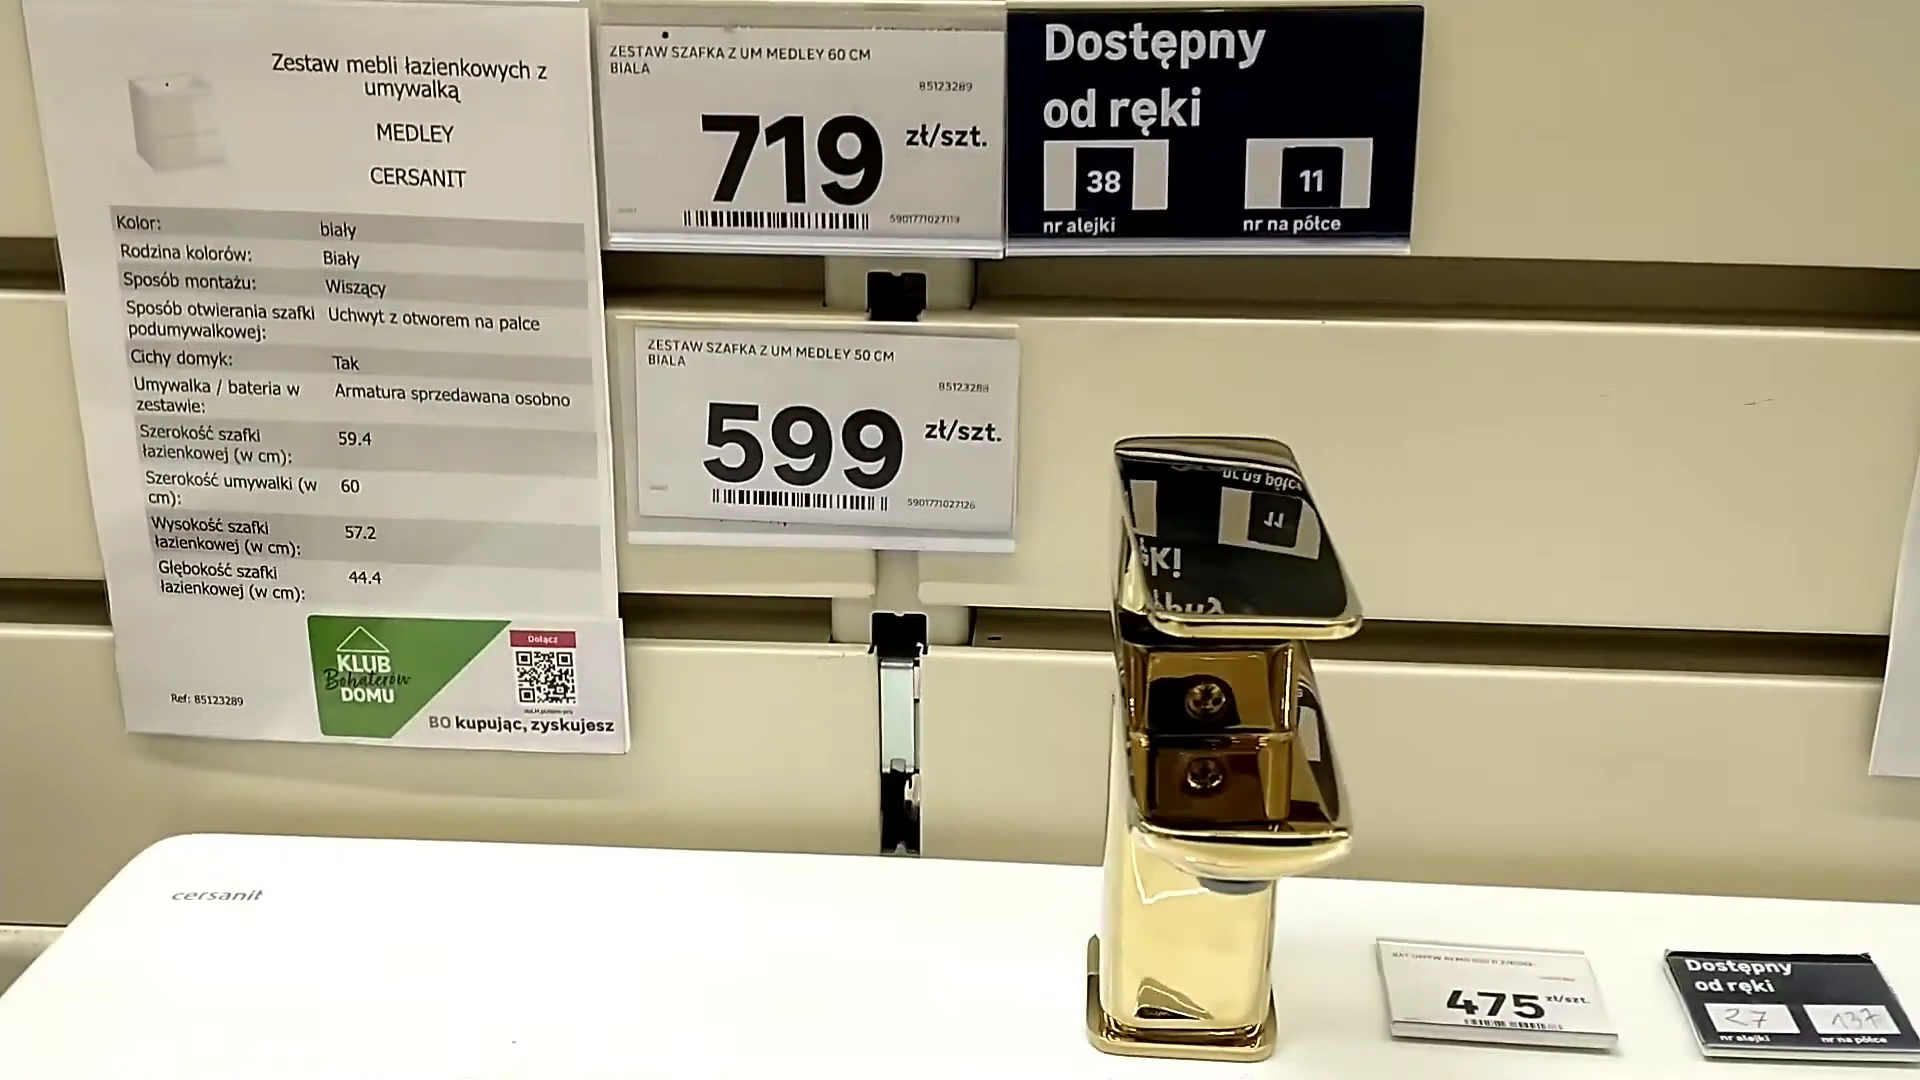 Zestaw mebli łazienkowych z
umywalką
MEDLEY
CERSANIT
Kolor: biały
Rodzina kolorów: Biały
Sposób montażu: Wiszący
Sposób otwierania szafki podumywalkowej: Uchwyt z otworem na palce
Cichy domyk: Tak
Umywalka / bateria w zestawie: Armatura sprzedawana osobno
Szerokość szafki łazienkowej (w cm): 59.4
Szerokość umywalki (w cm): 60
Wysokość szafki łazienkowej (w cm): 57.2
Głębokość szafki łazienkowej (w cm): 44.4
Ref: 85123289
KLUB
Bohaterów
DOMU
Dołącz
BO kupując, zyskujesz
ZESTAW SZAFKA Z UM MEDLEY 60 CM
BIALA
85123289
719 zł/szt.
5901771027119
Dostępny
od ręki
38 11
nr alejki nr na półce
ZESTAW SZAFKA Z UM MEDLEY 50 CM
BIALA
85123288
599 zł/szt.
5901771027126
cersanit
475 zł/szt.
Dostępny
od ręki
27 137
nr alejki nr na półce